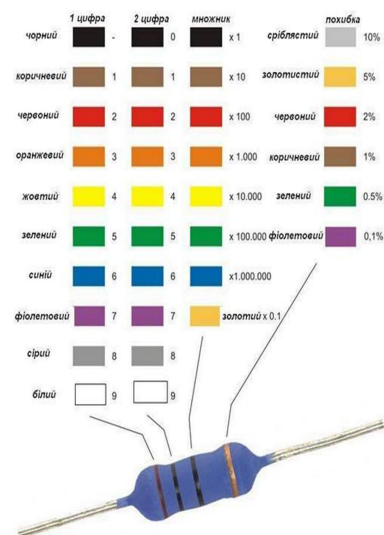 1 цифра 2 цифра множник похибка
чорний - 0 x 1 сріблястий 10%
коричневий 1 1 x 10 золотистий 5%
червоний 2 2 x 100 червоний 2%
оранжевий 3 3 x 1.000 коричневий 1%
жовтий 4 4 x 10.000 зелений 0.5%
зелений 5 5 x 100.000 фіолетовий 0,1%
синій 6 6 x1.000.000
фіолетовий 7 7 золотий x 0.1
сірий 8 8
білий 9 9